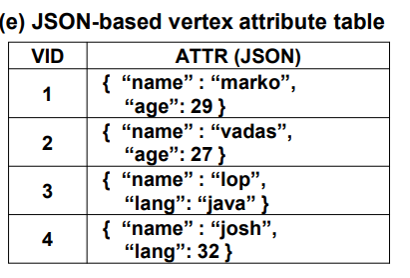 (e) JSON-based vertex attribute table
VID ATTR (JSON)
1 { “name” : “marko”,
“age”: 29 }
2 { “name” : “vadas”,
“age”: 27 }
3 { “name” : “lop”,
“lang”: “java” }
4 { “name” : “josh”,
“lang”: 32 }